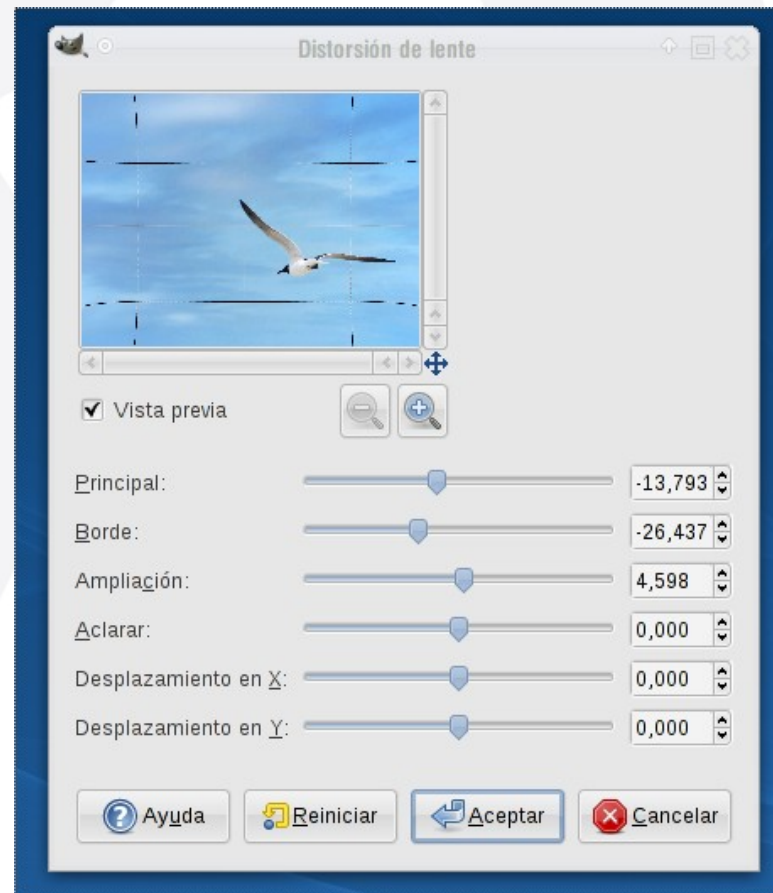 Distorsión de lente
Vista previa
Principal: -13,793
Borde: -26,437
Ampliación: 4,598
Aclarar: 0,000
Desplazamiento en X: 0,000
Desplazamiento en Y: 0,000
Ayuda Reiniciar Aceptar Cancelar